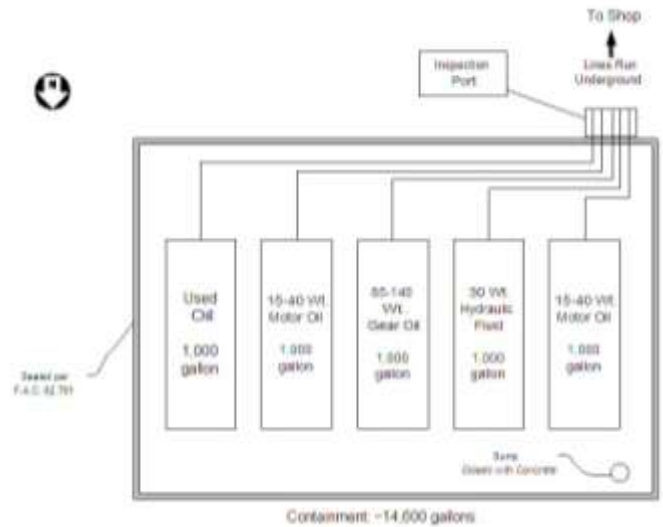 To Shop
Lines Run
Underground
Inspection
Port
N
Used
Oil
1,000
gallon
15-40 Wt.
Motor Oil
1,000
gallon
85-140
Wt.
Gear Oil
1,000
gallon
30 Wt.
Hydraulic
Fluid
1,000
gallon
15-40 Wt.
Motor Oil
1,000
gallon
Sealed per
F.A.C. 62.761
Sump
Closed with Concrete
Containment: ~14,600 gallons